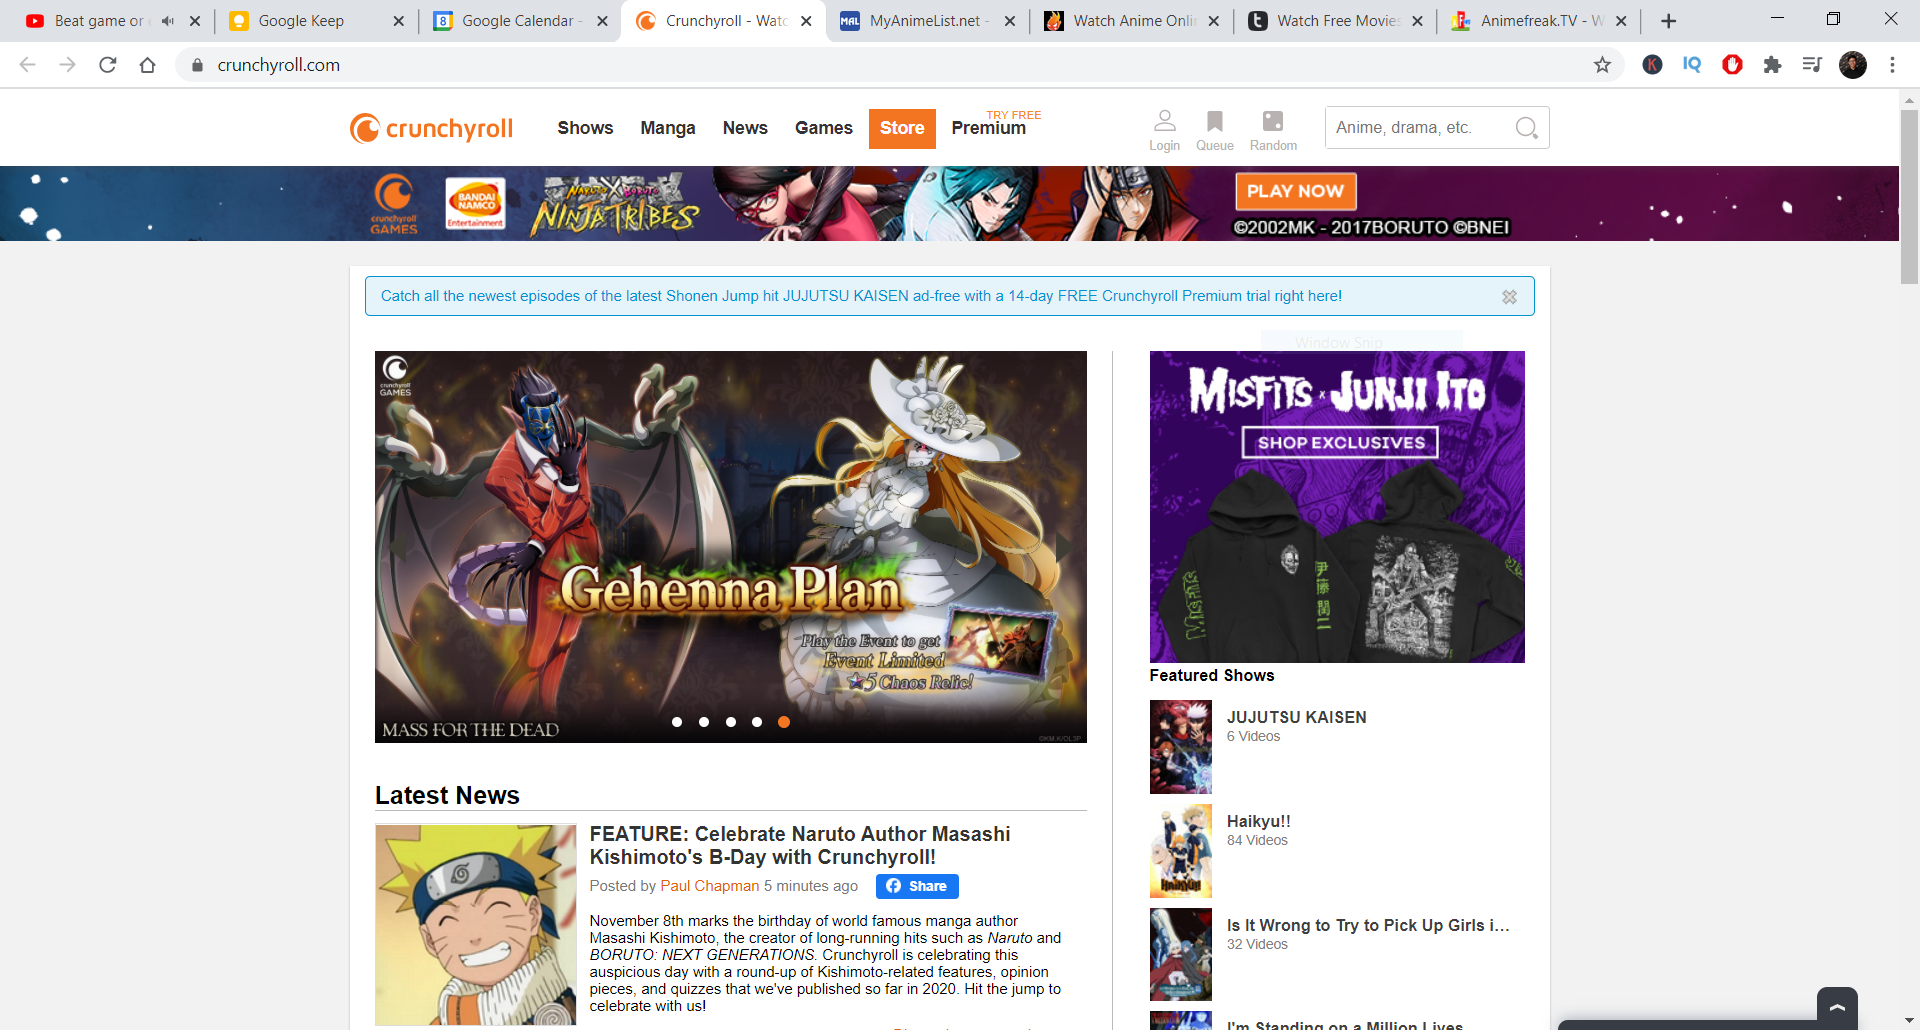 Beat game or
Google Keep
Google Calendar -
Crunchyroll - Watc
MyAnimeList.net -
Watch Anime Onli
Watch Free Movies
Animefreak.TV - W
crunchyroll.com
crunchyroll
Shows
Manga
News
Games
Store
TRY FREE
Premium
Login
Queue
Random
Anime, drama, etc.
crunchyroll
GAMES
BANDAI
NAMCO
Entertainment
NARUTO X BORUTO
NINJA TRIBES
PLAY NOW
©2002MK - 2017BORUTO ©BNEI
Catch all the newest episodes of the latest Shonen Jump hit JUJUTSU KAISEN ad-free with a 14-day FREE Crunchyroll Premium trial right here!
Window Snip
crunchyroll
GAMES
Gehenna Plan
Play the Event to get
Event Limited
★5 Chaos Relic!
MASS FOR THE DEAD
MISFITS x JUNJI ITO
SHOP EXCLUSIVES
MISFITS
伊藤潤二
Featured Shows
JUJUTSU KAISEN
6 Videos
Haikyu!!
84 Videos
Is It Wrong to Try to Pick Up Girls i...
32 Videos
I'm Standing on a Million Lives
Latest News
FEATURE: Celebrate Naruto Author Masashi
Kishimoto's B-Day with Crunchyroll!
Posted by Paul Chapman 5 minutes ago
Share
November 8th marks the birthday of world famous manga author
Masashi Kishimoto, the creator of long-running hits such as Naruto and
BORUTO: NEXT GENERATIONS. Crunchyroll is celebrating this
auspicious day with a round-up of Kishimoto-related features, opinion
pieces, and quizzes that we've published so far in 2020. Hit the jump to
celebrate with us!